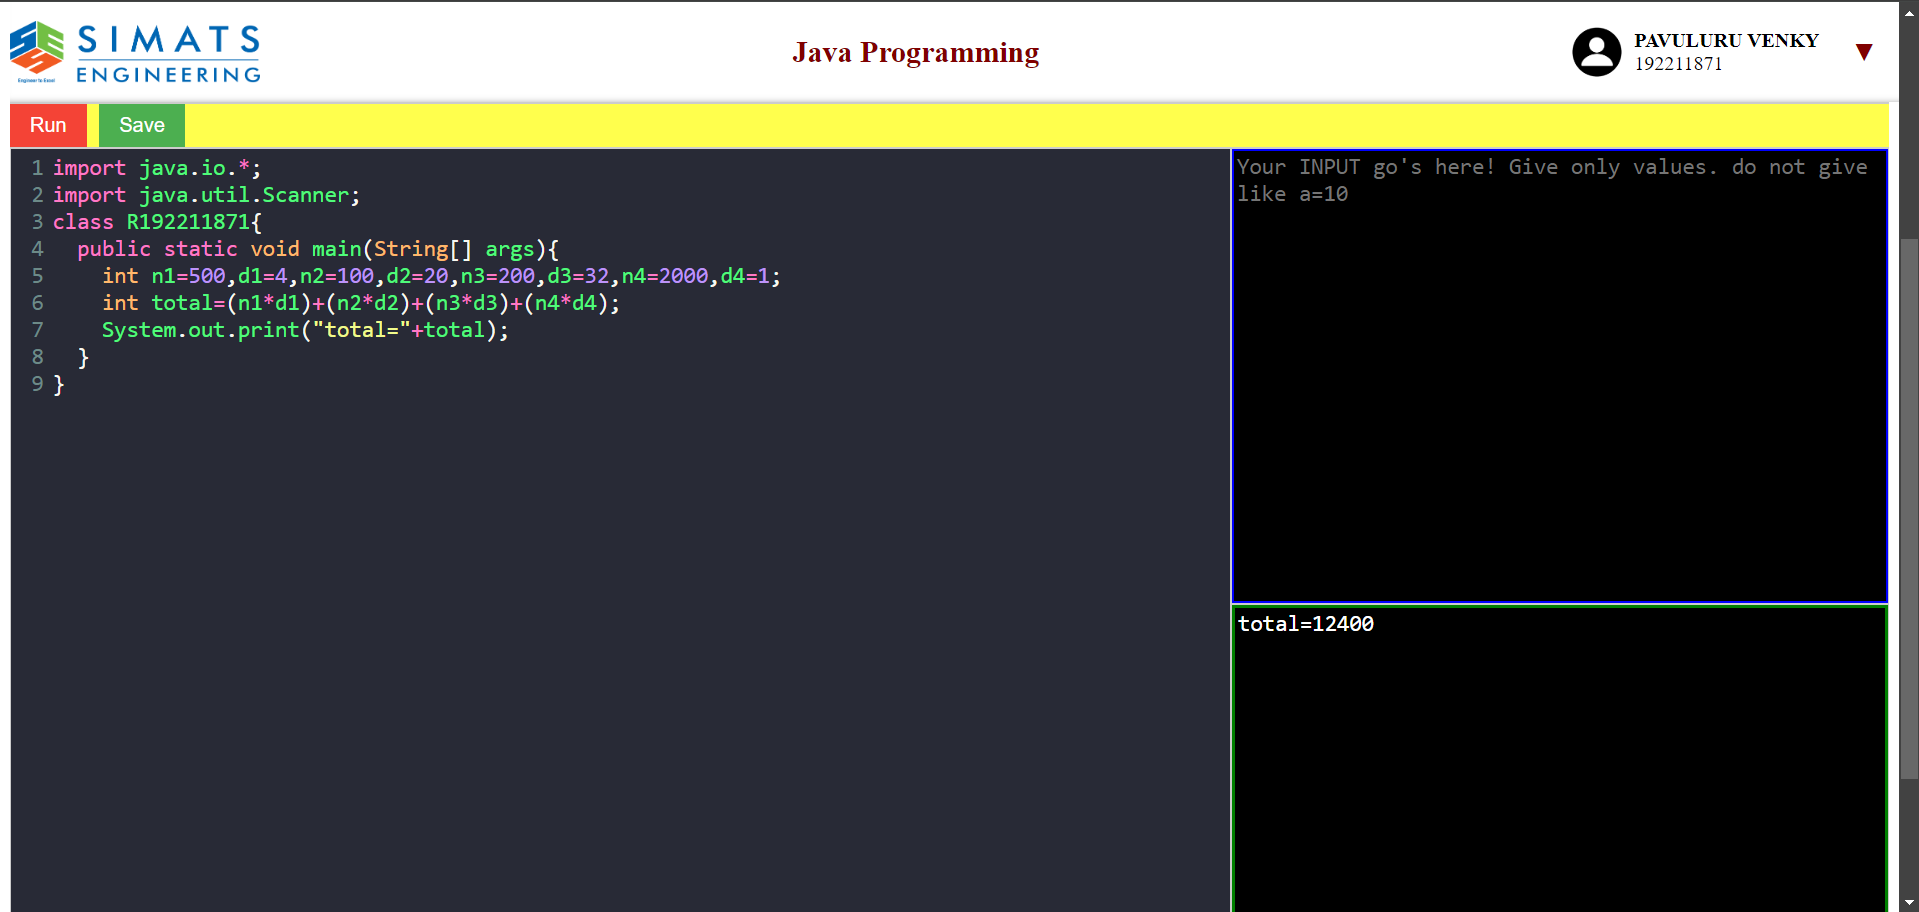 SIMATS
ENGINEERING
Engineer to Excel
Java Programming
PAVULURU VENKY
192211871
▼
Run
Save
1 import java.io.*;
2 import java.util.Scanner;
3 class R192211871{
4   public static void main(String[] args){
5     int n1=500,d1=4,n2=100,d2=20,n3=200,d3=32,n4=2000,d4=1;
6     int total=(n1*d1)+(n2*d2)+(n3*d3)+(n4*d4);
7     System.out.print("total="+total);
8   }
9 }
Your INPUT go's here! Give only values. do not give
like a=10
total=12400